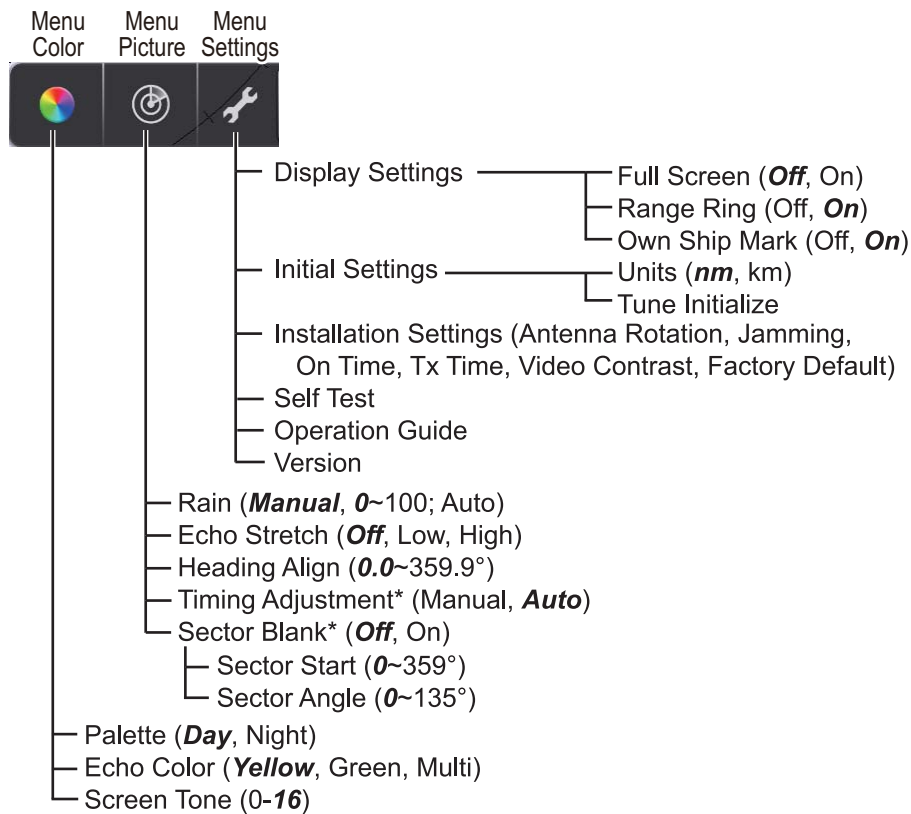 Menu Color
Menu Picture
Menu Settings
Display Settings
Full Screen (Off, On)
Range Ring (Off, On)
Own Ship Mark (Off, On)
Initial Settings
Units (nm, km)
Tune Initialize
Installation Settings (Antenna Rotation, Jamming,
On Time, Tx Time, Video Contrast, Factory Default)
Self Test
Operation Guide
Version
Rain (Manual, 0~100; Auto)
Echo Stretch (Off, Low, High)
Heading Align (0.0~359.9°)
Timing Adjustment* (Manual, Auto)
Sector Blank* (Off, On)
Sector Start (0~359°)
Sector Angle (0~135°)
Palette (Day, Night)
Echo Color (Yellow, Green, Multi)
Screen Tone (0-16)